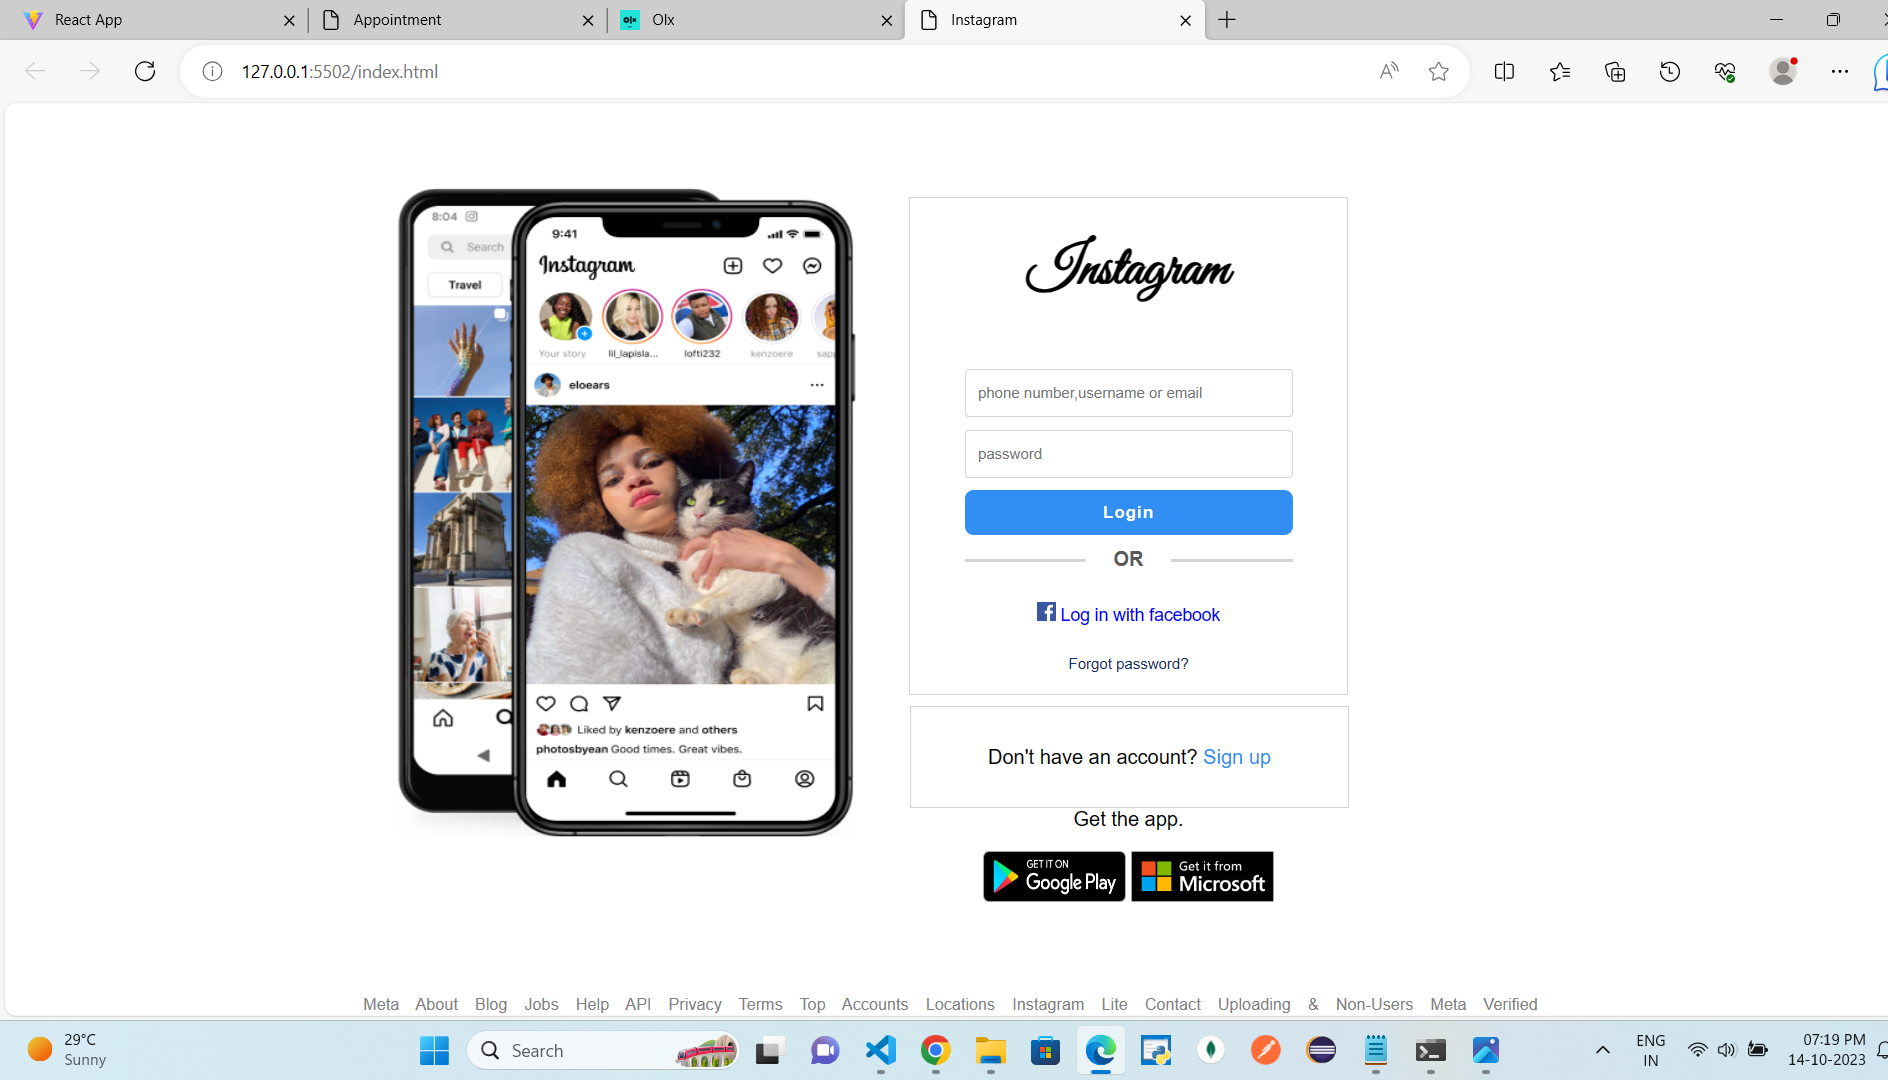 React App
Appointment
Olx
Instagram
127.0.0.1:5502/index.html
8:04
Search
Travel
9:41
Instagram
Your story
lil_lapisla...
lofti232
kenzoere
sapp
eloears
Liked by kenzoere and others
photosbyean Good times. Great vibes.
Instagram
phone number,username or email
password
Login
OR
Log in with facebook
Forgot password?
Don't have an account? Sign up
Get the app.
GET IT ON
Google Play
Get it from
Microsoft
Meta About Blog Jobs Help API Privacy Terms Top Accounts Locations Instagram Lite Contact Uploading & Non-Users Meta Verified
29°C
Sunny
Search
ENG
IN
07:19 PM
14-10-2023